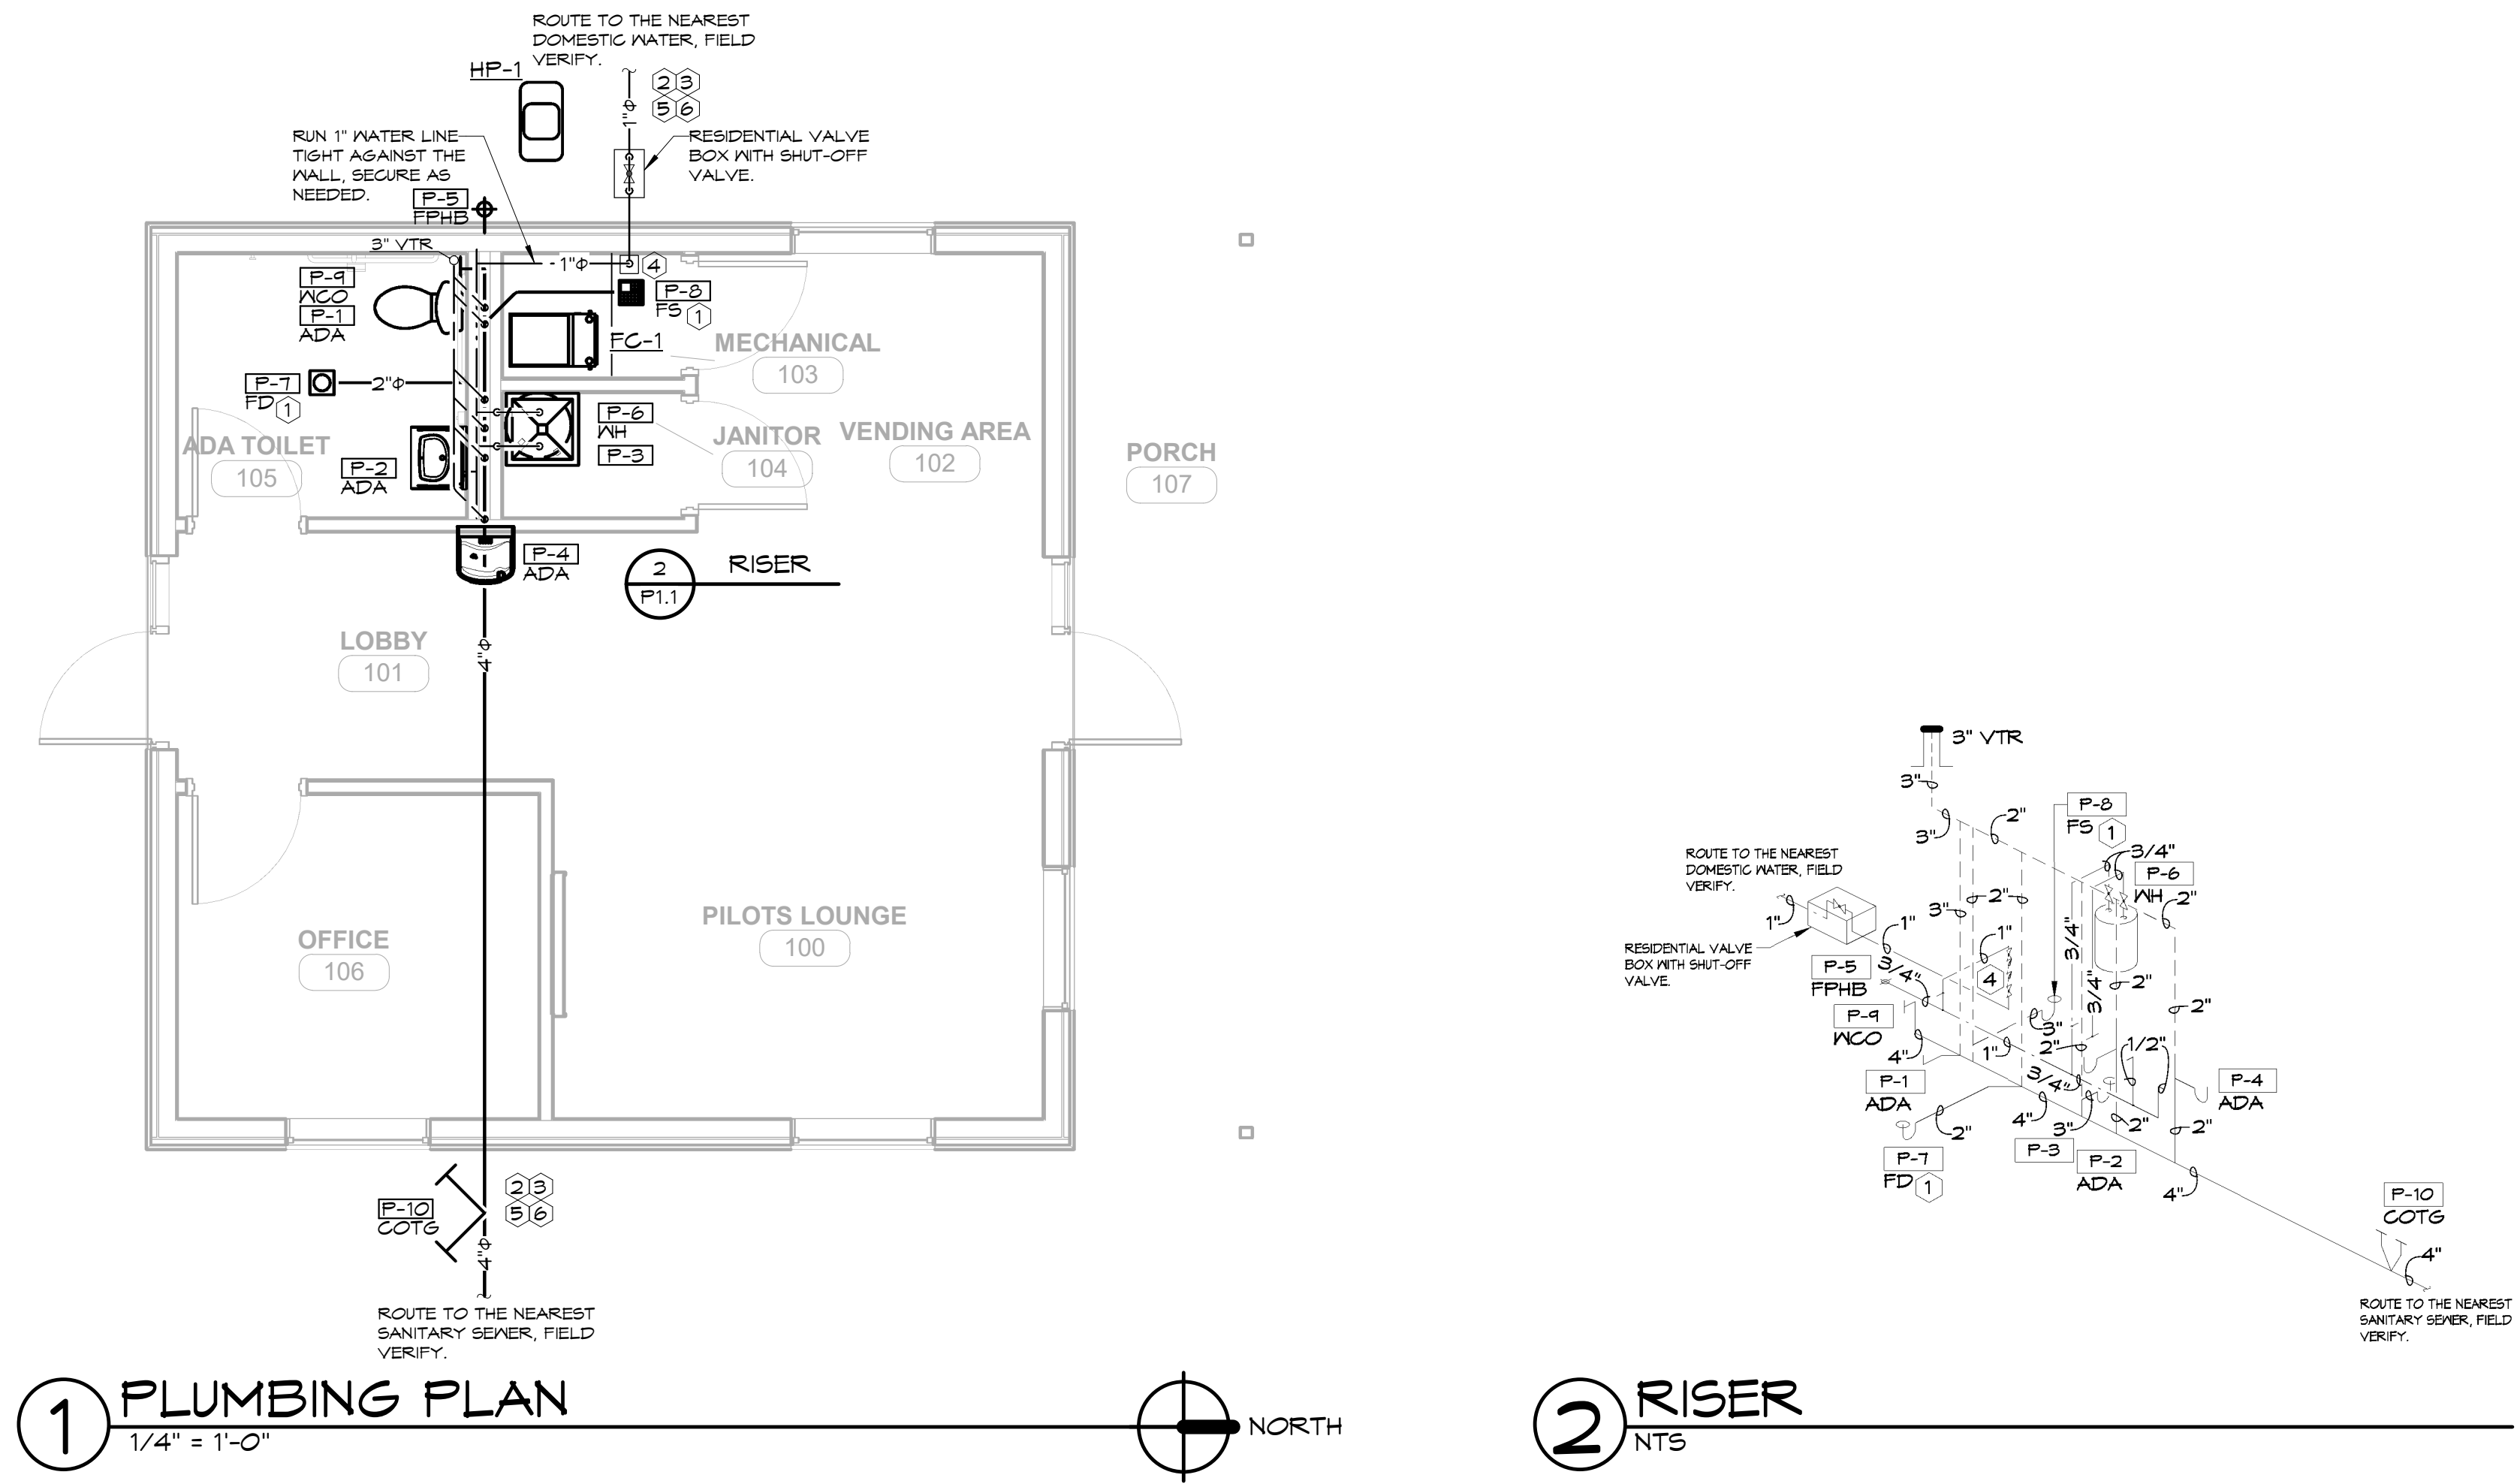 ROUTE TO THE NEAREST
DOMESTIC WATER, FIELD
VERIFY.
HP-1
2 3
5 6
1"φ
RUN 1" WATER LINE
TIGHT AGAINST THE
WALL, SECURE AS
NEEDED.
RESIDENTIAL VALVE
BOX WITH SHUT-OFF
VALVE.
P-5
FPHB
3" VTR
1"φ
4
P-9
WCO
P-1
ADA
P-8
FS
1
FC-1
MECHANICAL
103
P-7
FD
1
2"φ
P-6
WH
P-3
ADA TOILET
105
P-2
ADA
JANITOR
104
VENDING AREA
102
PORCH
107
P-4
ADA
2
P1.1
RISER
LOBBY
101
4"φ
OFFICE
106
PILOTS LOUNGE
100
P-10
COTG
2 3
5 6
4"φ
ROUTE TO THE NEAREST
SANITARY SEWER, FIELD
VERIFY.
1
PLUMBING PLAN
1/4" = 1'-0"
NORTH
3" VTR
3"
3"
2"
P-8
FS
1
3/4"
P-6
WH
2"
ROUTE TO THE NEAREST
DOMESTIC WATER, FIELD
VERIFY.
1"
1"
RESIDENTIAL VALVE
BOX WITH SHUT-OFF
VALVE.
3"
2"
1"
4
3/4"
3/4"
2"
2"
P-5
FPHB
3/4"
P-9
WCO
4"
1"
3"
2"
1/2"
3/4"
P-1
ADA
P-4
ADA
4"
3"
2"
2"
2"
P-7
FD
1
P-3
P-2
ADA
4"
P-10
COTG
4"
ROUTE TO THE NEAREST
SANITARY SEWER, FIELD
VERIFY.
2
RISER
NTS